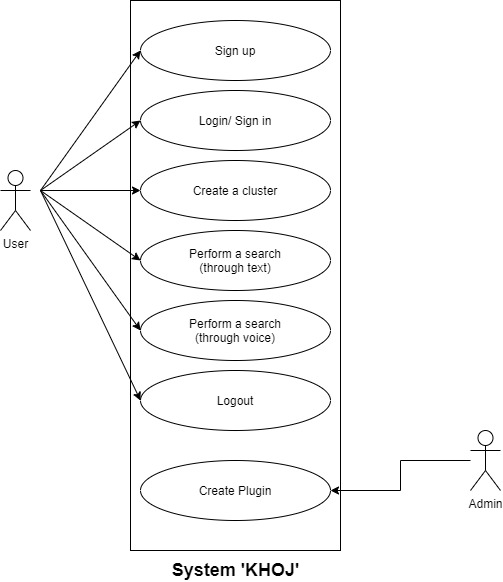 Sign up
Login/ Sign in
Create a cluster
User
Perform a search
(through text)
Perform a search
(through voice)
Logout
Create Plugin
Admin
System 'KHOJ'